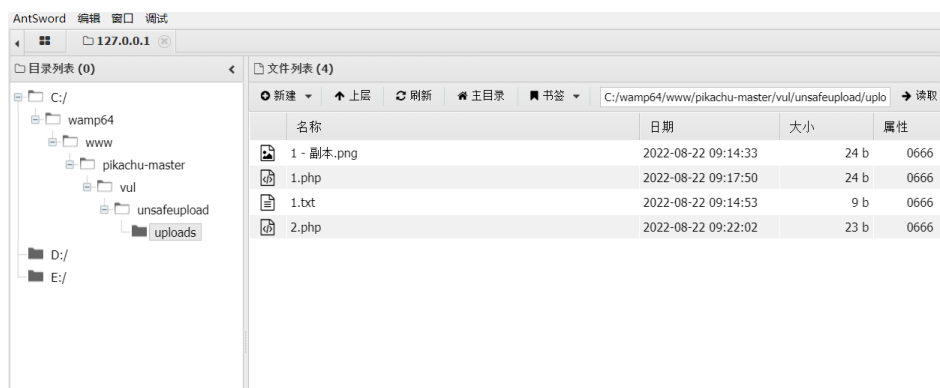 AntSword 编辑 窗口 调试
127.0.0.1
目录列表 (0)
文件列表 (4)
新建 上层 刷新 主目录 书签 C:/wamp64/www/pikachu-master/vul/unsafeupload/uplo 读取
名称 日期 大小 属性
C:/
wamp64
www
pikachu-master
vul
unsafeupload
uploads
D:/
E:/
1 - 副本.png 2022-08-22 09:14:33 24 b 0666
1.php 2022-08-22 09:17:50 24 b 0666
1.txt 2022-08-22 09:14:53 9 b 0666
2.php 2022-08-22 09:22:02 23 b 0666